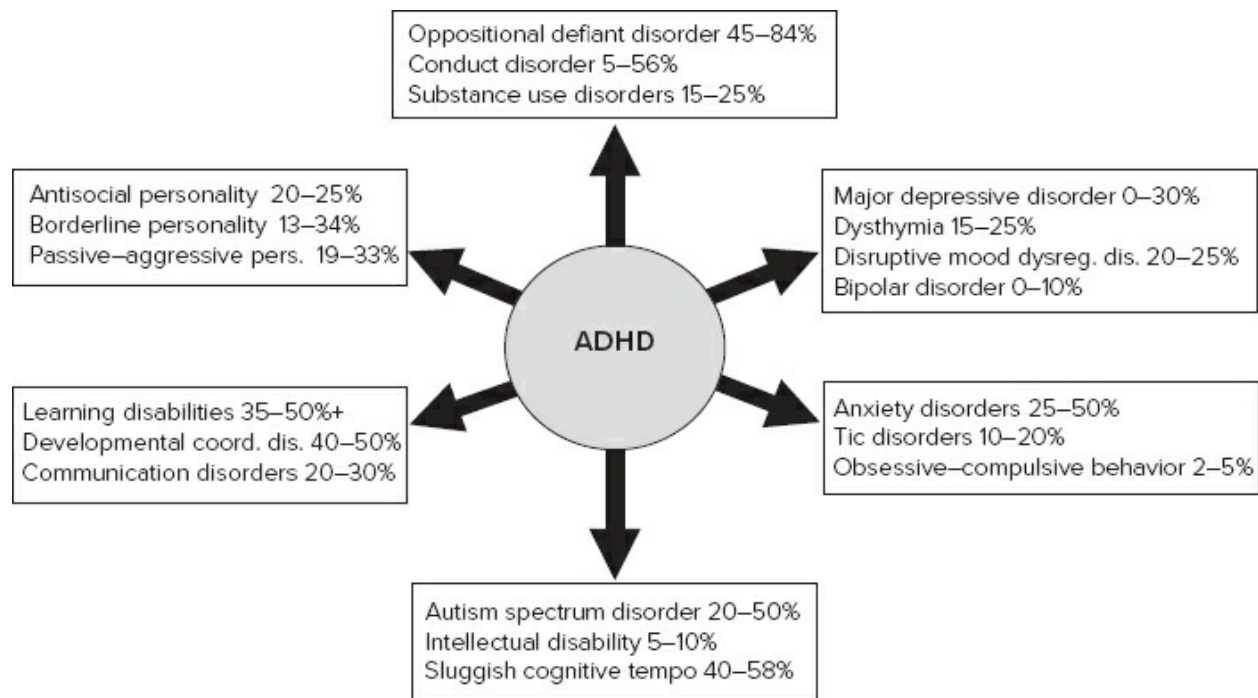 Oppositional defiant disorder 45–84%
Conduct disorder 5–56%
Substance use disorders 15–25%
Antisocial personality 20–25%
Borderline personality 13–34%
Passive–aggressive pers. 19–33%
Major depressive disorder 0–30%
Dysthymia 15–25%
Disruptive mood dysreg. dis. 20–25%
Bipolar disorder 0–10%
ADHD
Learning disabilities 35–50%+
Developmental coord. dis. 40–50%
Communication disorders 20–30%
Anxiety disorders 25–50%
Tic disorders 10–20%
Obsessive–compulsive behavior 2–5%
Autism spectrum disorder 20–50%
Intellectual disability 5–10%
Sluggish cognitive tempo 40–58%